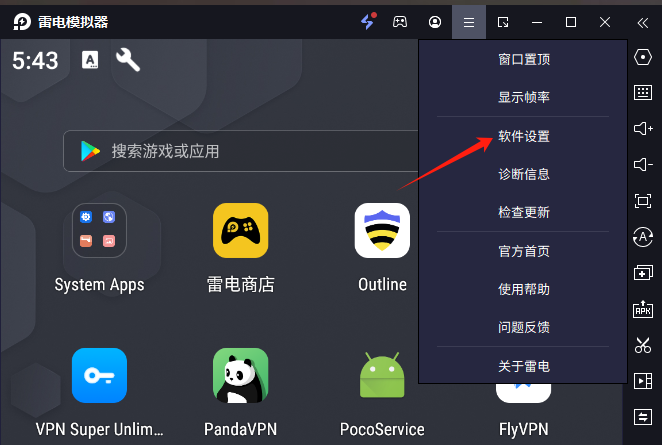 雷电模拟器
5:43
A
窗口置顶
显示帧率
搜索游戏或应用
软件设置
诊断信息
检查更新
官方首页
System Apps
雷电商店
Outline
使用帮助
问题反馈
关于雷电
VPN Super Unlim...
PandaVPN
PocoService
FlyVPN
A
APK